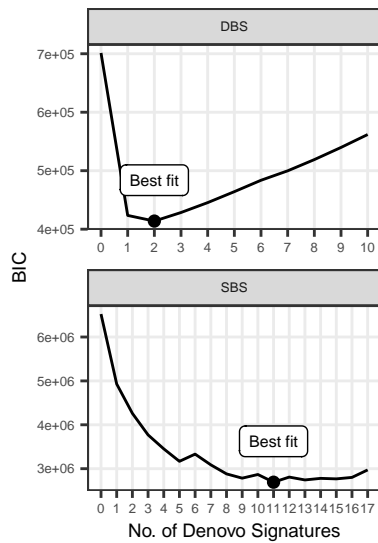 DBS
7e+05
6e+05
5e+05
4e+05
Best fit
0 1 2 3 4 5 6 7 8 9 10
BIC
SBS
6e+06
5e+06
4e+06
3e+06
Best fit
0 1 2 3 4 5 6 7 8 9 10 11 12 13 14 15 16 17
No. of Denovo Signatures